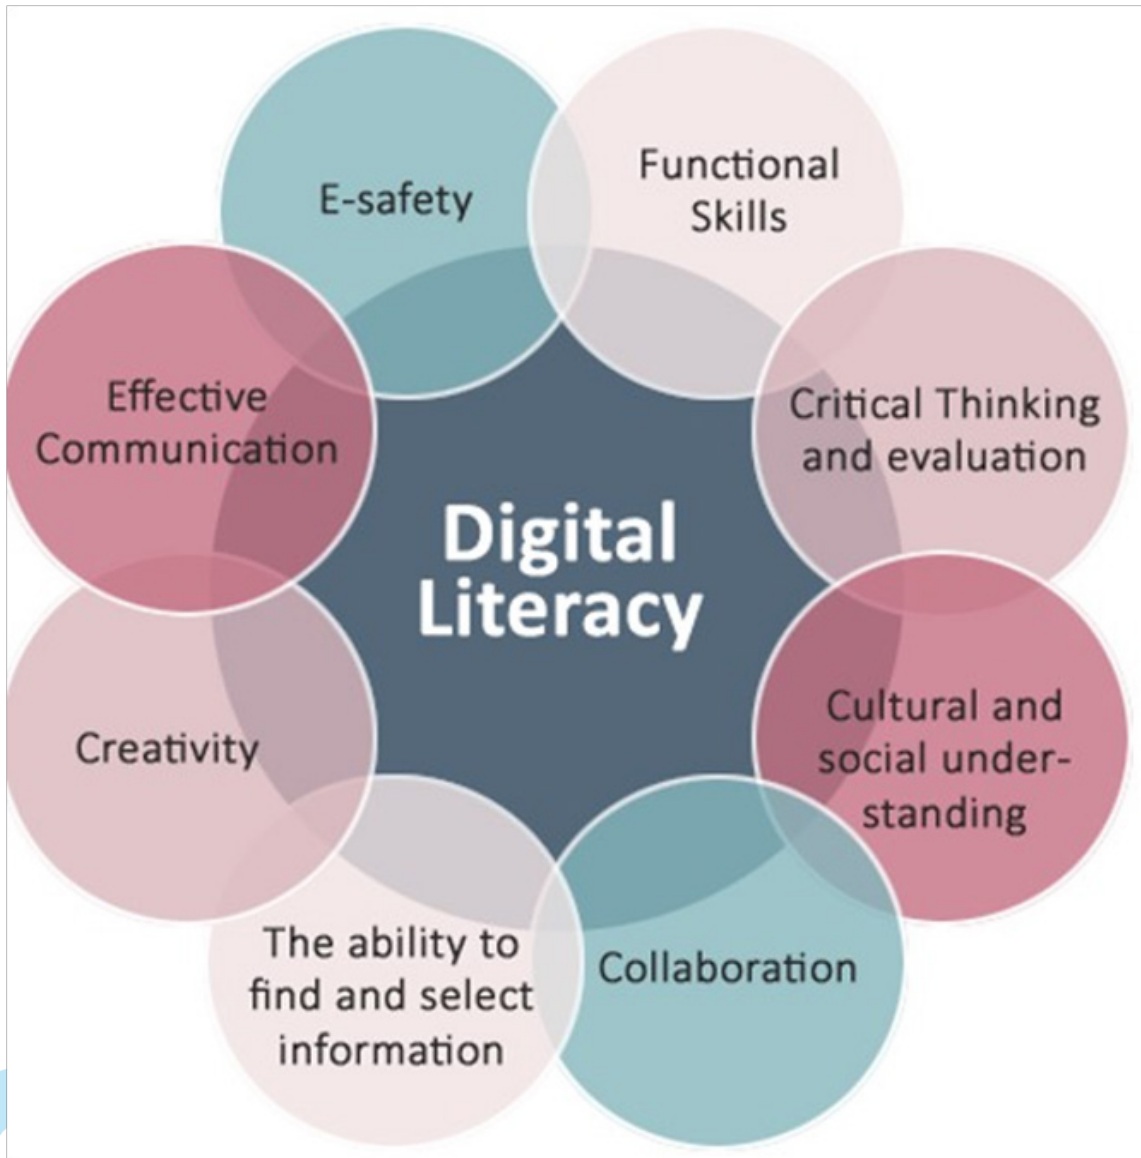 E-safety
Functional
Skills
Critical Thinking
and evaluation
Cultural and
social under-
standing
Collaboration
The ability to
find and select
information
Creativity
Effective
Communication
Digital
Literacy